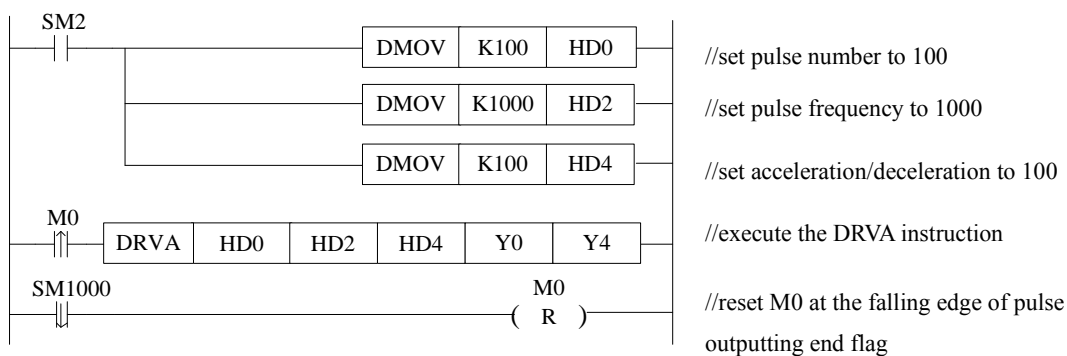 SM2
DMOV K100 HD0
//set pulse number to 100
DMOV K1000 HD2
//set pulse frequency to 1000
DMOV K100 HD4
//set acceleration/deceleration to 100
M0
DRVA HD0 HD2 HD4 Y0 Y4
//execute the DRVA instruction
SM1000
M0
( R )
//reset M0 at the falling edge of pulse
outputting end flag